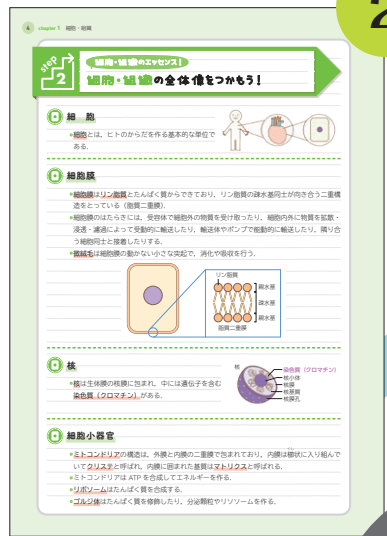 6 chapter 1 細胞・組織
2
step 2
細胞・組織のエッセンス！
細胞・組織の全体像をつかもう！
細　胞
●細胞とは，ヒトのからだを作る基本的な単位で
ある．
細胞膜
●細胞膜はリン脂質とたんぱく質からできており，リン脂質の疎水基同士が向き合う二重構
造をとっている（脂質二重膜）．
●細胞膜のはたらきには，受容体で細胞外の物質を受け取ったり，細胞内外に物質を拡散・
浸透・濾過によって受動的に輸送したり，輸送体やポンプで能動的に輸送したり，隣り合
う細胞同士と接着したりする．
●微絨毛は細胞膜の動かない小さな突起で，消化や吸収を行う．
リン脂質
親水基
疎水基
親水基
脂質二重膜
核
●核は生体膜の核膜に包まれ，中には遺伝子を含む
染色質（クロマチン）がある．
核
染色質（クロマチン）
核小体
核膜
核基質
核膜孔
細胞小器官
●ミトコンドリアの構造は，外膜と内膜の二重膜で包まれており，内膜は櫛状に入り組んで
いてクリステと呼ばれ，内膜に囲まれた基質はマトリクスと呼ばれる．
●ミトコンドリアは ATP を合成してエネルギーを作る．
●リボソームはたんぱく質を合成する．
●ゴルジ体はたんぱく質を修飾したり，分泌顆粒やリソソームを作る．